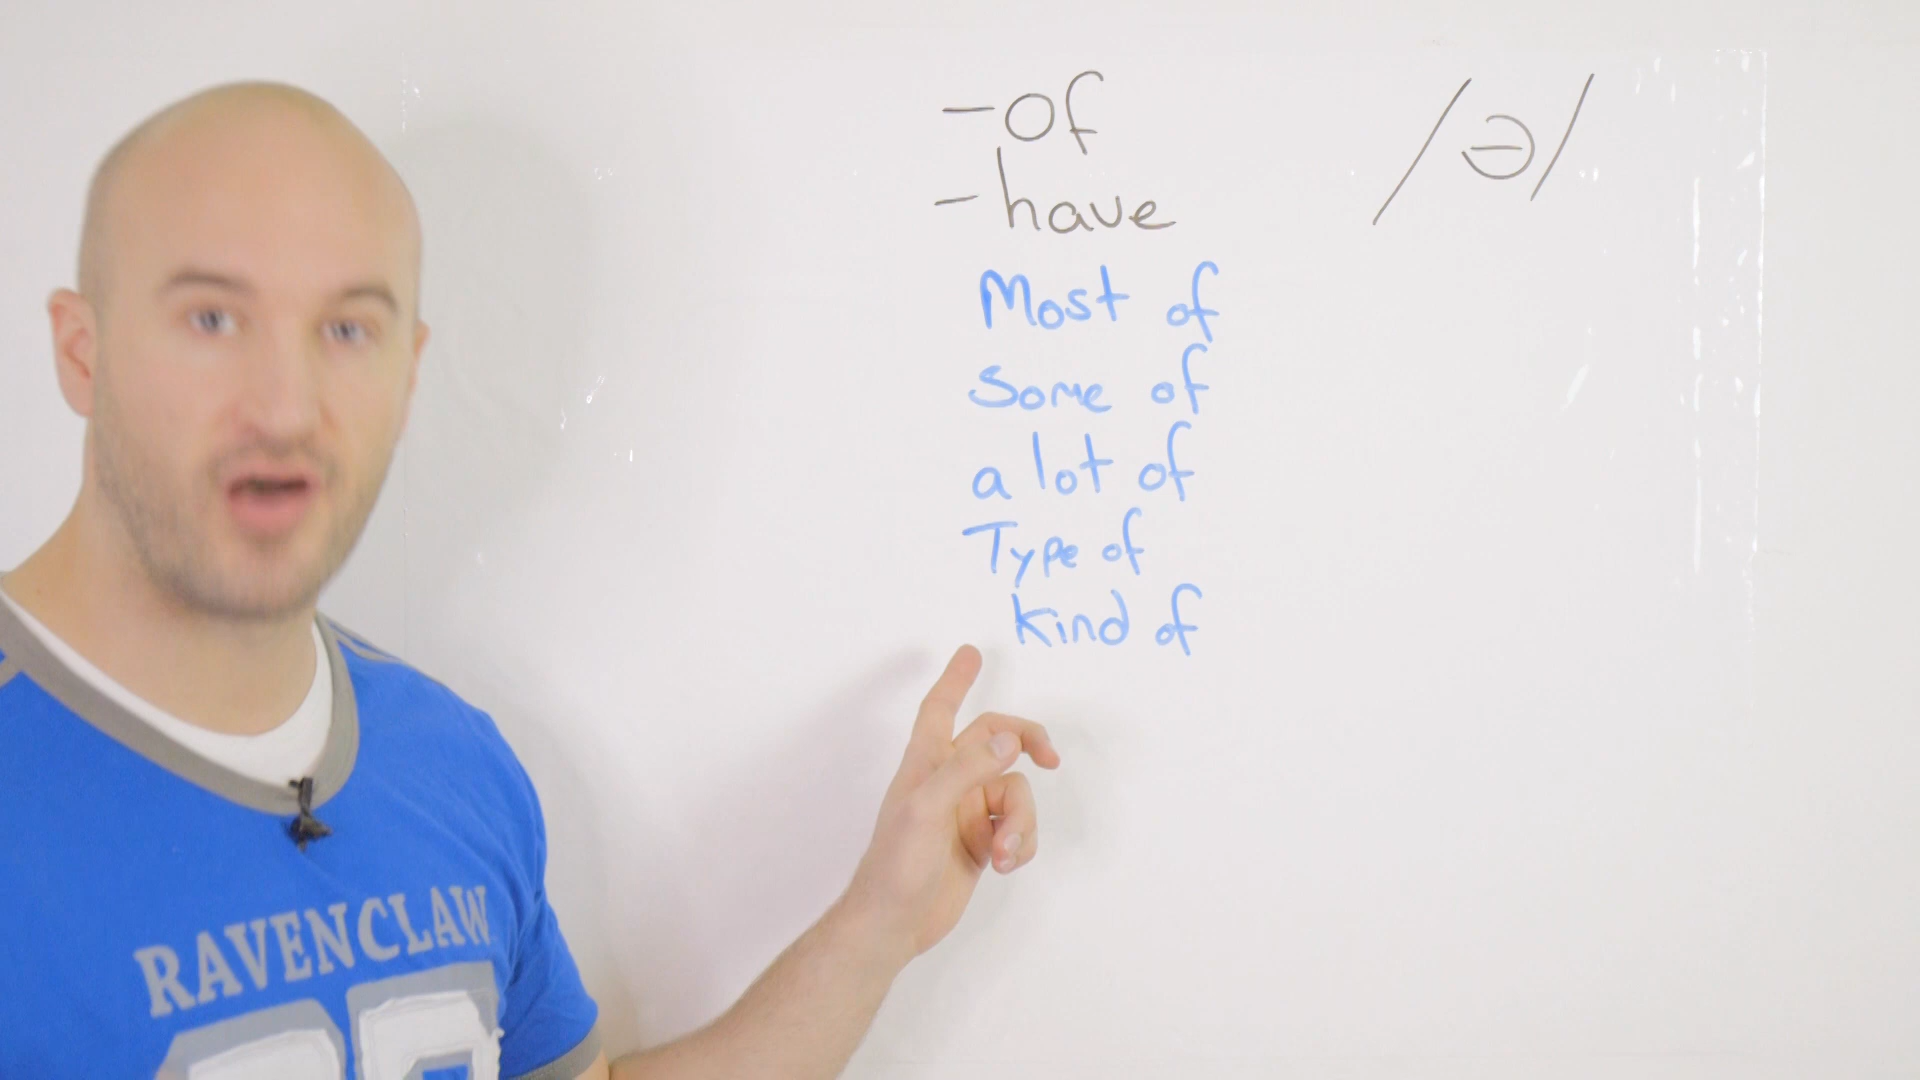 -of
/ə/
-have
Most of
Some of
a lot of
Type of
kind of
RAVENCLAW